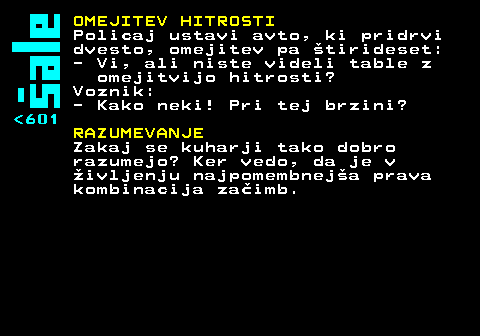 Šale
<601
OMEJITEV HITROSTI
Policaj ustavi avto, ki pridrvi
dvesto, omejitev pa štirideset:
- Vi, ali niste videli table z
omejitvijo hitrosti?
Voznik:
- Kako neki! Pri tej brzini?
RAZUMEVANJE
Zakaj se kuharji tako dobro
razumejo? Ker vedo, da je v
življenju najpomembnejša prava
kombinacija začimb.